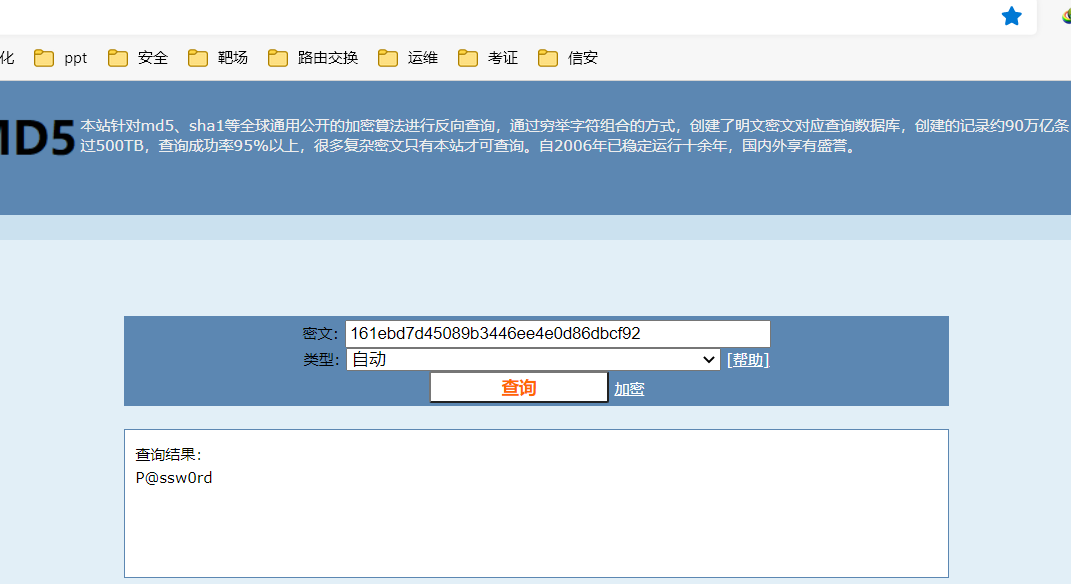 化 ppt 安全 靶场 路由交换 运维 考证 信安
MD5
本站针对md5、sha1等全球通用公开的加密算法进行反向查询，通过穷举字符组合的方式，创建了明文密文对应查询数据库，创建的记录约90万亿条
过500TB，查询成功率95%以上，很多复杂密文只有本站才可查询。自2006年已稳定运行十余年，国内外享有盛誉。
密文: 161ebd7d45089b3446ee4e0d86dbcf92
类型: 自动 [帮助]
查询 加密
查询结果:
P@ssw0rd